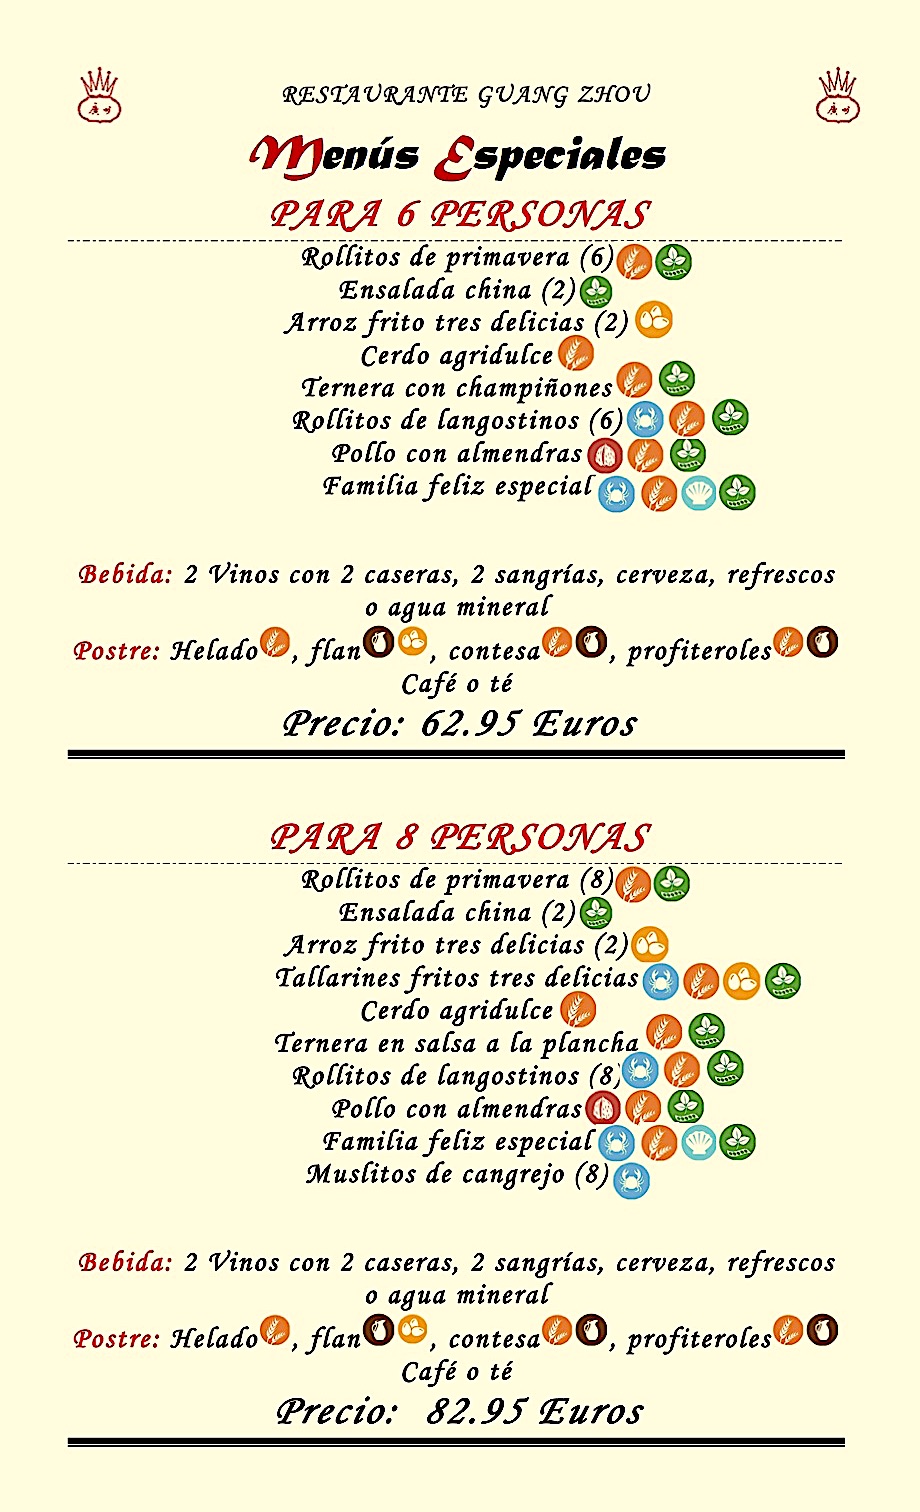 RESTAURANTE GUANG ZHOU
Menús Especiales
PARA 6 PERSONAS
Rollitos de primavera (6)
Ensalada china (2)
Arroz frito tres delicias (2)
Cerdo agridulce
Ternera con champiñones
Rollitos de langostinos (6)
Pollo con almendras
Familia feliz especial
Bebida: 2 Vinos con 2 caseras, 2 sangrías, cerveza, refrescos
o agua mineral
Postre: Helado, flan, contesa, profiteroles
Café o té
Precio: 62.95 Euros
PARA 8 PERSONAS
Rollitos de primavera (8)
Ensalada china (2)
Arroz frito tres delicias (2)
Tallarines fritos tres delicias
Cerdo agridulce
Ternera en salsa a la plancha
Rollitos de langostinos (8)
Pollo con almendras
Familia feliz especial
Muslitos de cangrejo (8)
Bebida: 2 Vinos con 2 caseras, 2 sangrías, cerveza, refrescos
o agua mineral
Postre: Helado, flan, contesa, profiteroles
Café o té
Precio: 82.95 Euros